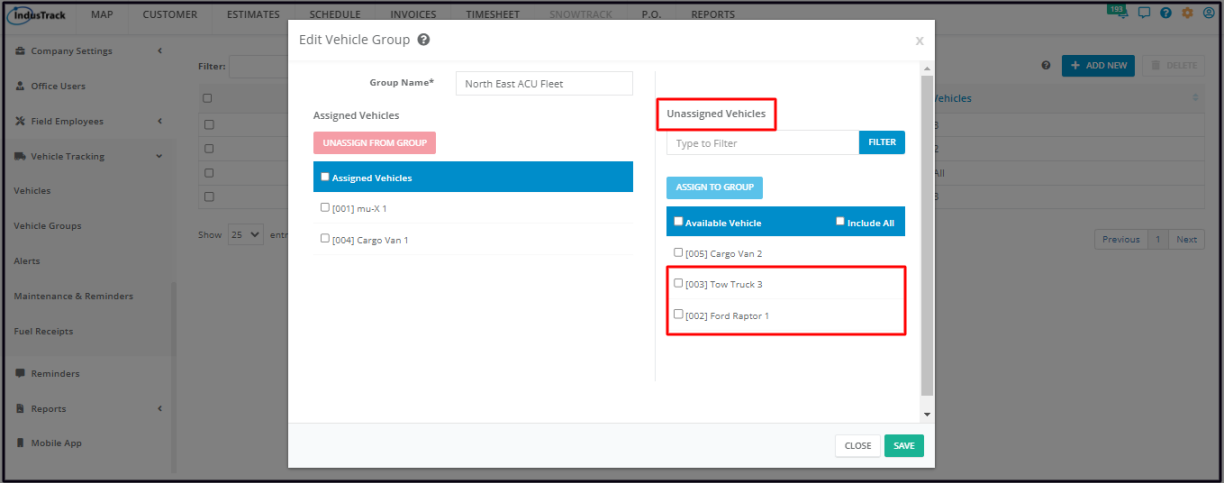 IndusTrack
MAP CUSTOMER ESTIMATES SCHEDULE INVOICES TIMESHEET SNOWTRACK P.O. REPORTS
193
Company Settings
Office Users
Field Employees
Vehicle Tracking
Vehicles
Vehicle Groups
Alerts
Maintenance & Reminders
Fuel Receipts
Reminders
Reports
Mobile App
Filter:
+ ADD NEW
DELETE
Vehicles
3
2
All
3
Show 25 entr
Previous 1 Next
Edit Vehicle Group ?
x
Group Name* North East ACU Fleet
Assigned Vehicles
UNASSIGN FROM GROUP
Assigned Vehicles
[001] mu-X 1
[004] Cargo Van 1
Unassigned Vehicles
Type to Filter FILTER
ASSIGN TO GROUP
Available Vehicle Include All
[005] Cargo Van 2
[003] Tow Truck 3
[002] Ford Raptor 1
CLOSE SAVE